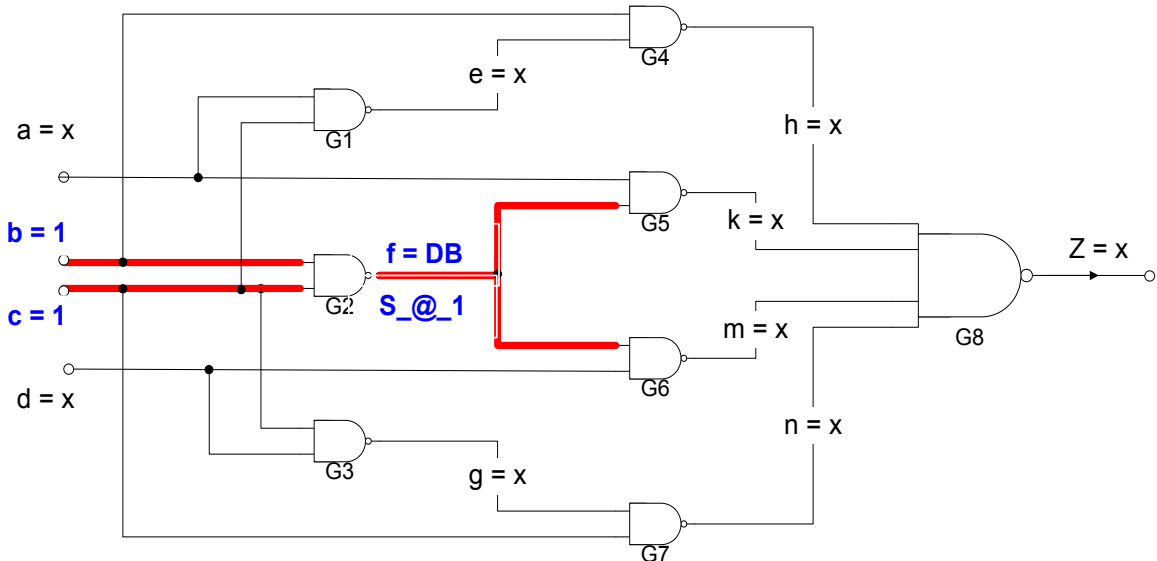 G4
e = x
a = x
G1
h = x
b = 1
G5
k = x
f = DB
Z = x
c = 1
G2
S_@_1
m = x
G8
d = x
G6
G3
g = x
n = x
G7